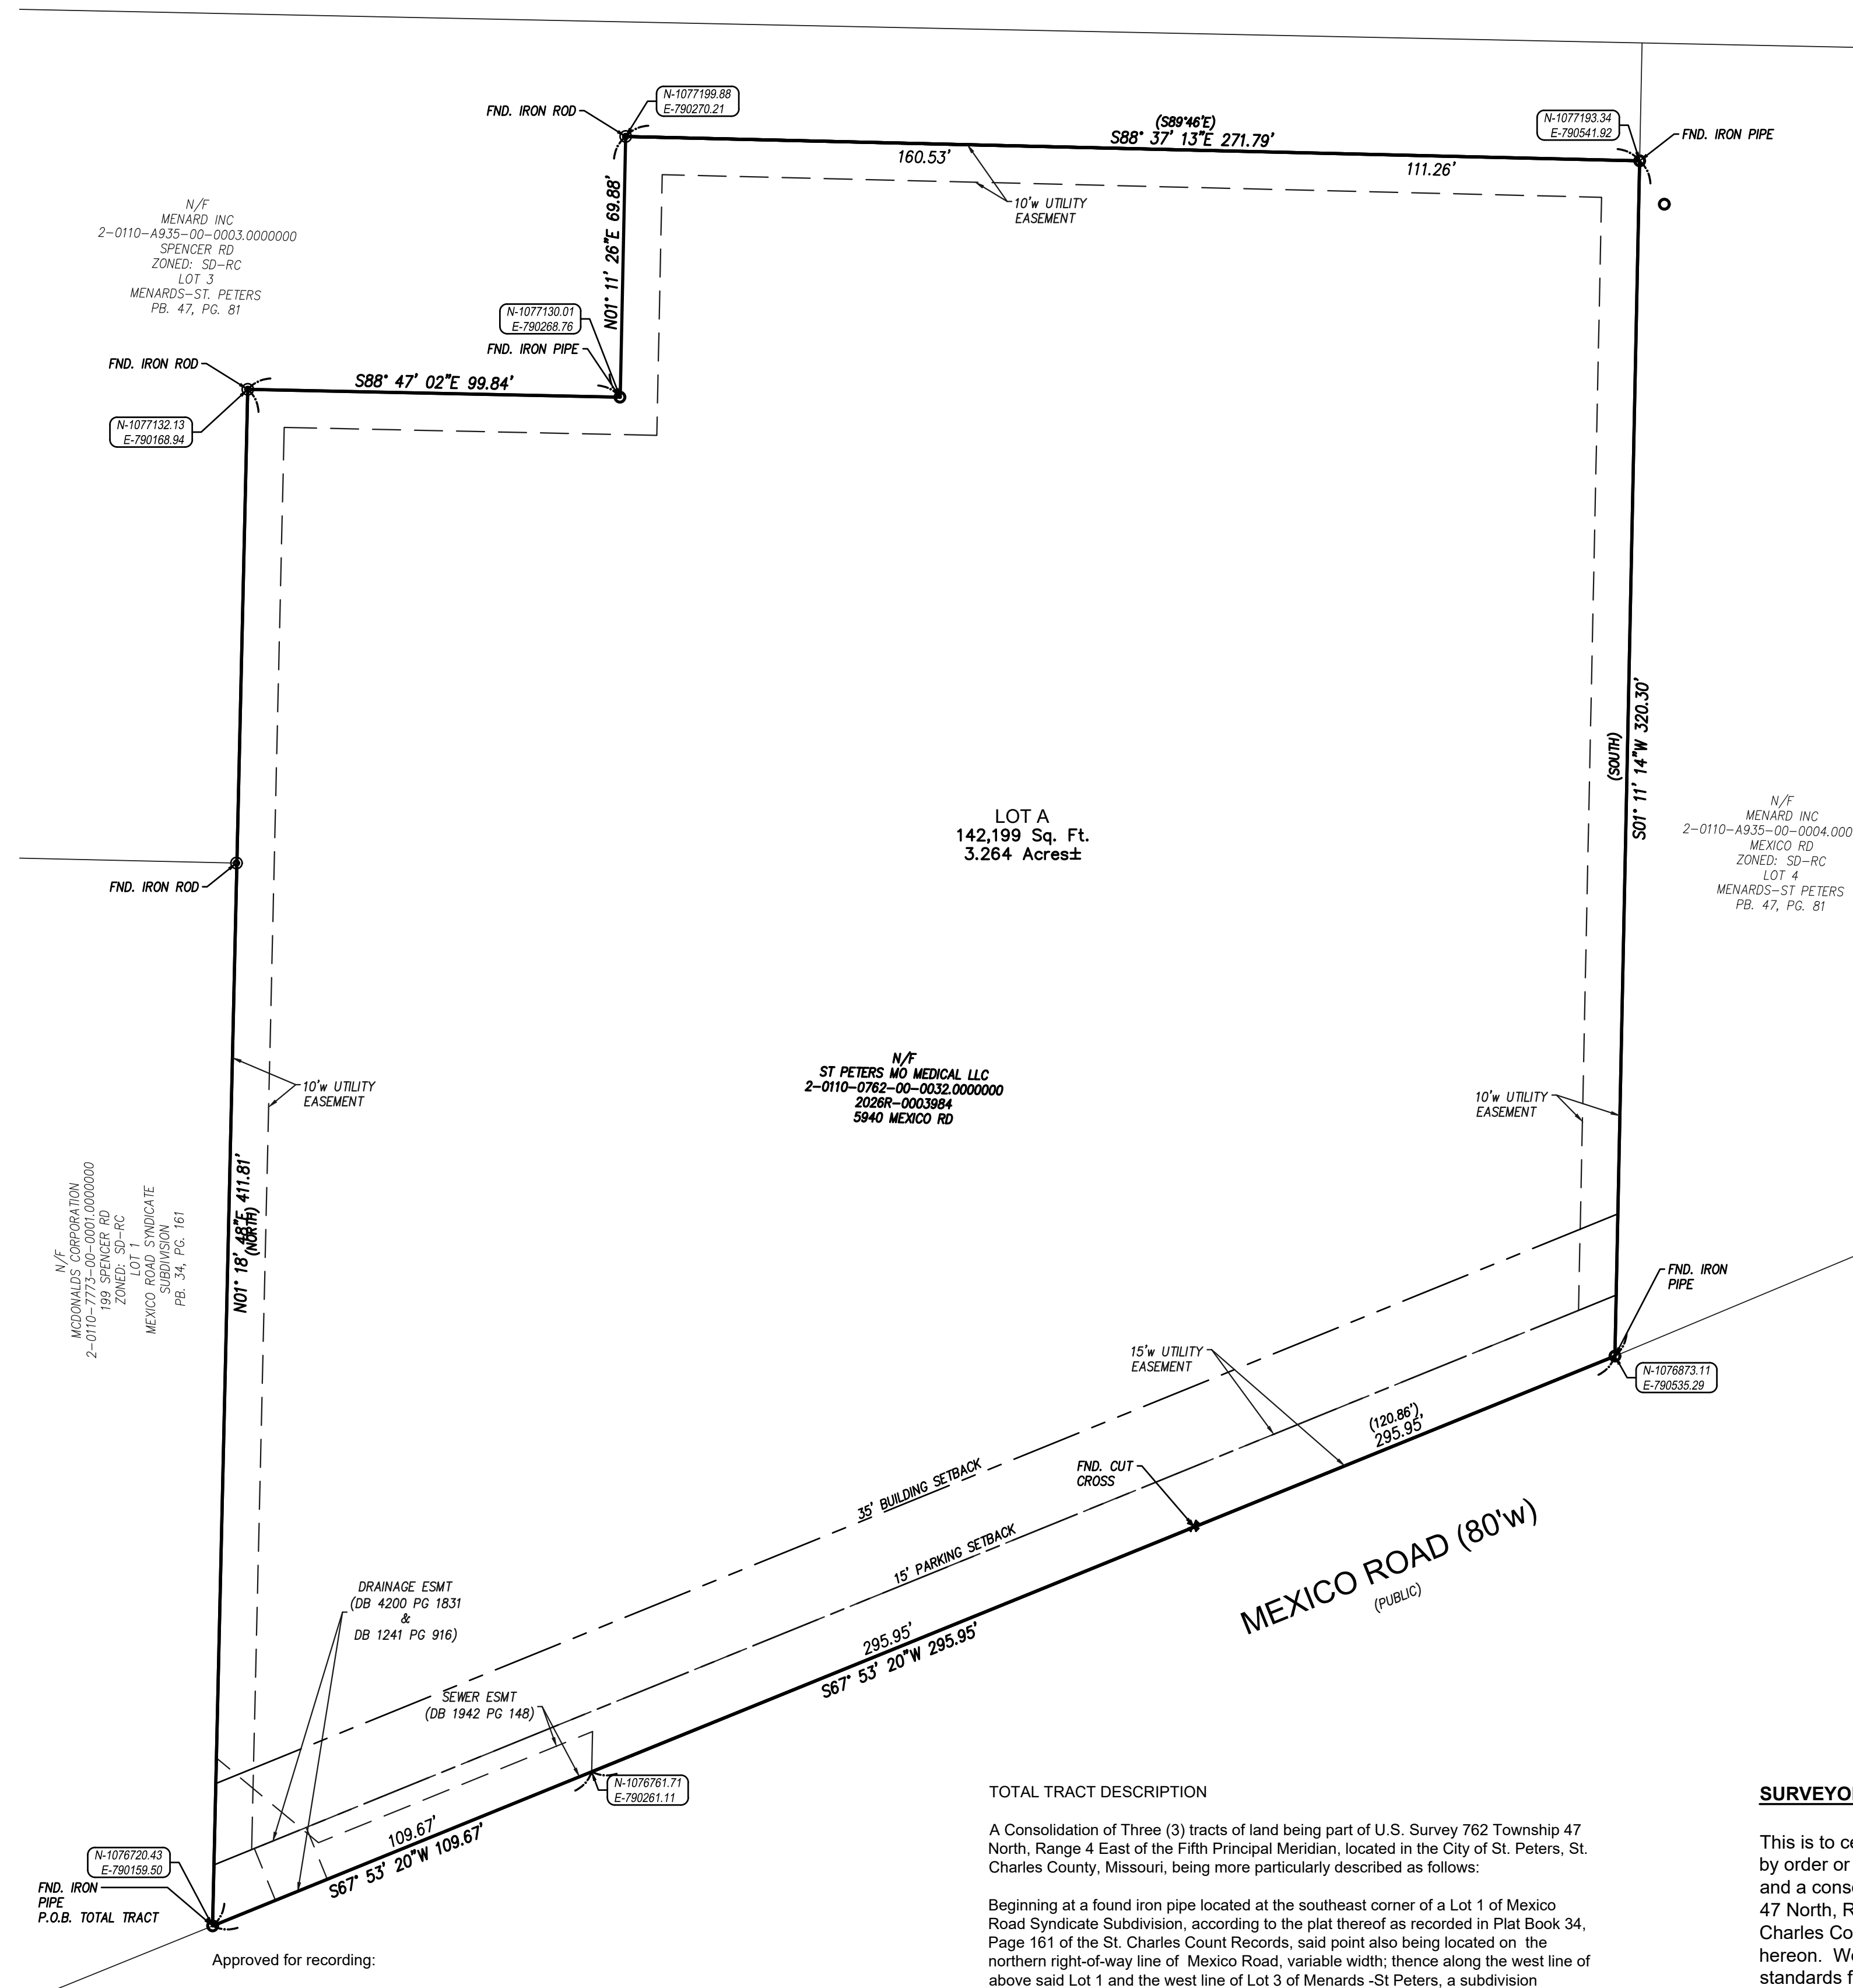 N-1077199.88
E-790270.21
FND. IRON ROD
(S89°46'E)
S88° 37' 13"E 271.79'
160.53'
111.26'
N-1077193.34
E-790541.92
FND. IRON PIPE
10'w UTILITY
EASEMENT
N/F
MENARD INC
2-0110-A935-00-0003.0000000
SPENCER RD
ZONED: SD-RC
LOT 3
MENARDS-ST. PETERS
PB. 47, PG. 81
N01° 11' 26"E 69.88'
N-1077130.01
E-790268.76
FND. IRON PIPE
FND. IRON ROD
S88° 47' 02"E 99.84'
N-1077132.13
E-790168.94
(SOUTH)
S01° 11' 14"W 320.30'
LOT A
142,199 Sq. Ft.
3.264 Acres±
N/F
MENARD INC
2-0110-A935-00-0004.000
MEXICO RD
ZONED: SD-RC
LOT 4
MENARDS-ST PETERS
PB. 47, PG. 81
FND. IRON ROD
N/F
ST PETERS MO MEDICAL LLC
2-0110-0762-00-0032.0000000
2026R-0003984
5940 MEXICO RD
10'w UTILITY
EASEMENT
10'w UTILITY
EASEMENT
N/F
MCDONALDS CORPORATION
2-0110-7773-00-0001.0000000
199 SPENCER RD
ZONED: SD-RC
LOT 1
MEXICO ROAD SYNDICATE
SUBDIVISION
PB. 34, PG. 161
N01° 18' 48"E 411.81'
(NORTH)
FND. IRON
PIPE
N-1076873.11
E-790535.29
15'w UTILITY
EASEMENT
(120.86')
295.95'
FND. CUT
CROSS
35' BUILDING SETBACK
15' PARKING SETBACK
MEXICO ROAD (80'w)
(PUBLIC)
DRAINAGE ESMT
(DB 4200 PG 1831
&
DB 1241 PG 916)
295.95'
S67° 53' 20"W 295.95'
SEWER ESMT
(DB 1942 PG 148)
N-1076761.71
E-790261.11
109.67'
S67° 53' 20"W 109.67'
N-1076720.43
E-790159.50
FND. IRON
PIPE
P.O.B. TOTAL TRACT
Approved for recording:
TOTAL TRACT DESCRIPTION
A Consolidation of Three (3) tracts of land being part of U.S. Survey 762 Township 47
North, Range 4 East of the Fifth Principal Meridian, located in the City of St. Peters, St.
Charles County, Missouri, being more particularly described as follows:
Beginning at a found iron pipe located at the southeast corner of a Lot 1 of Mexico
Road Syndicate Subdivision, according to the plat thereof as recorded in Plat Book 34,
Page 161 of the St. Charles Count Records, said point also being located on the
northern right-of-way line of Mexico Road, variable width; thence along the west line of
above said Lot 1 and the west line of Lot 3 of Menards -St Peters, a subdivision
SURVEYO
This is to ce
by order or
and a conso
47 North, R
Charles Co
hereon. We
standards f